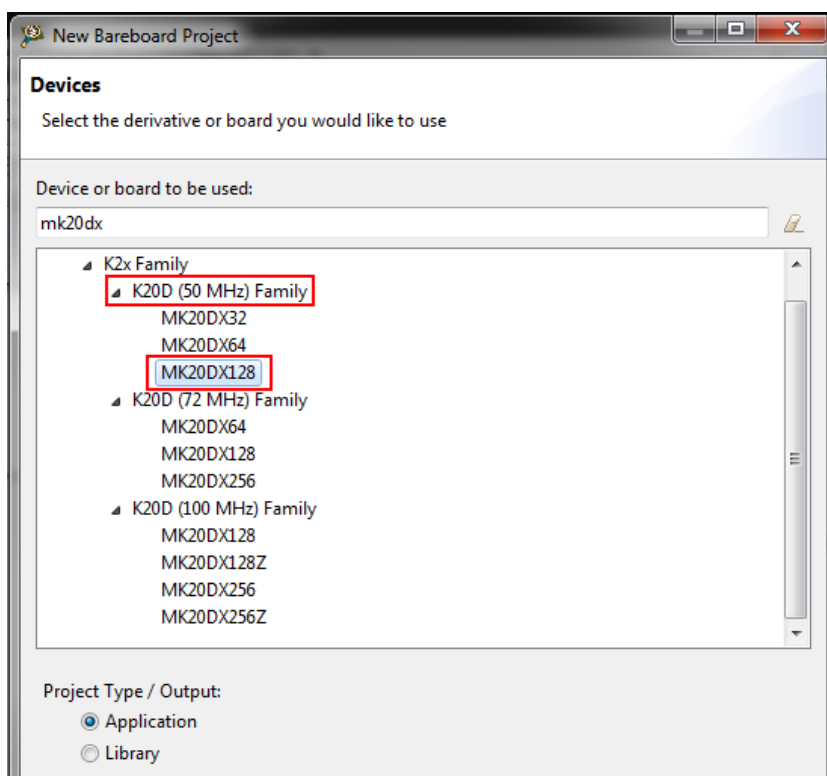 New Bareboard Project
Devices
Select the derivative or board you would like to use
Device or board to be used:
mk20dx
K2x Family
K20D (50 MHz) Family
MK20DX32
MK20DX64
MK20DX128
K20D (72 MHz) Family
MK20DX64
MK20DX128
MK20DX256
K20D (100 MHz) Family
MK20DX128
MK20DX128Z
MK20DX256
MK20DX256Z
Project Type / Output:
Application
Library